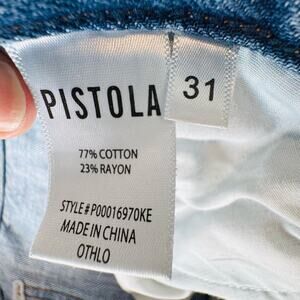 PISTOLA
31
77% COTTON
23% RAYON
STYLE# P00016970KE
MADE IN CHINA
OTHLO